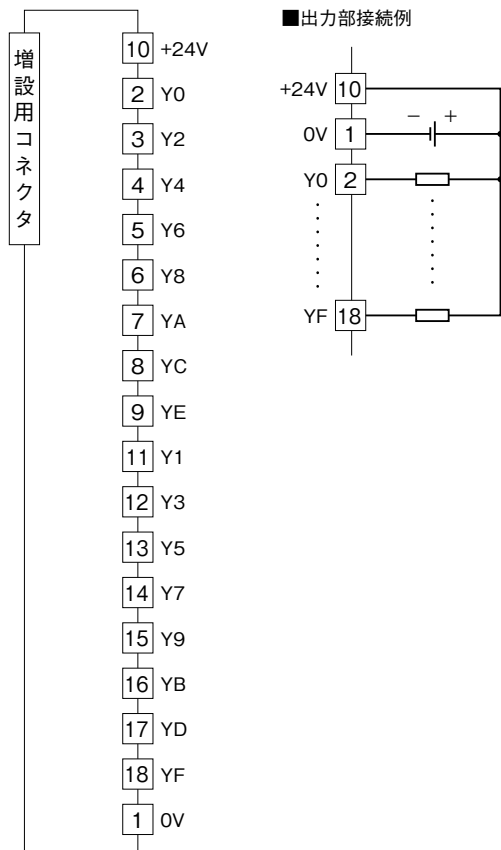 増設用コネクタ
10 +24V
2 Y0
3 Y2
4 Y4
5 Y6
6 Y8
7 YA
8 YC
9 YE
11 Y1
12 Y3
13 Y5
14 Y7
15 Y9
16 YB
17 YD
18 YF
1 0V
■出力部接続例
+24V 10
0V 1 − +
Y0 2
YF 18